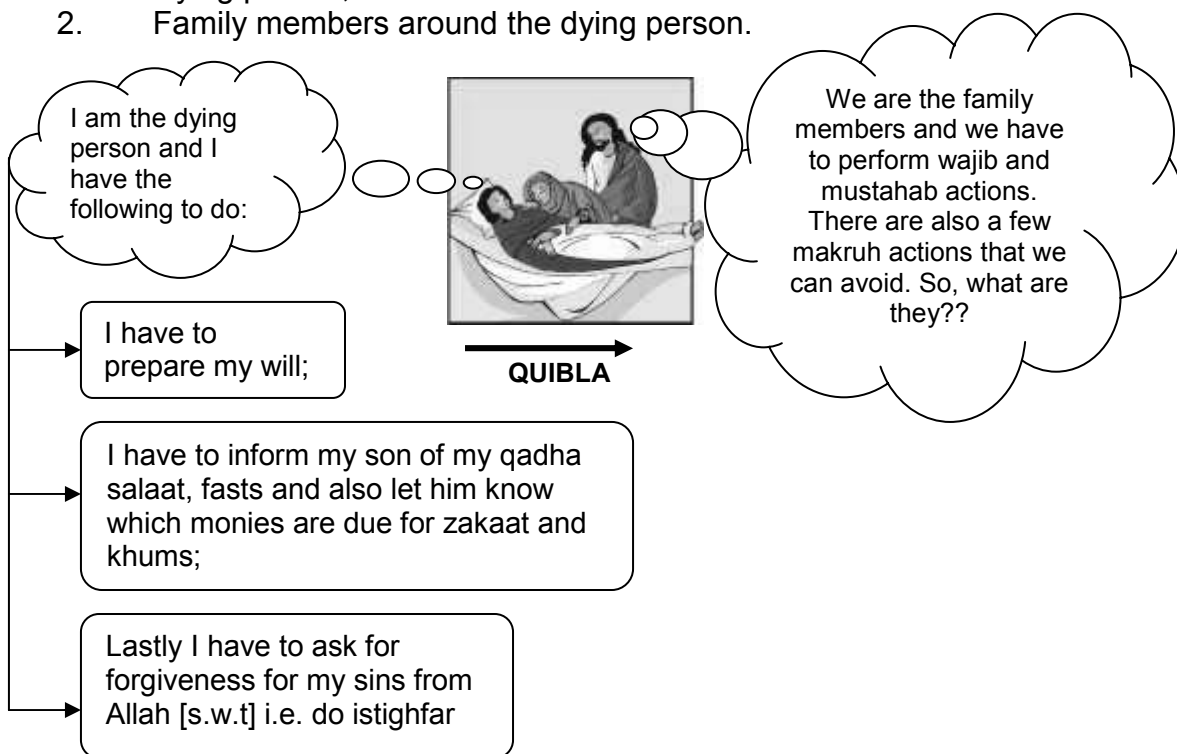 2. Family members around the dying person.
I am the dying
person and I
have the
following to do:
We are the family
members and we have
to perform wajib and
mustahab actions.
There are also a few
makruh actions that we
can avoid. So, what are
they??
QUIBLA
I have to
prepare my will;
I have to inform my son of my qadha
salaat, fasts and also let him know
which monies are due for zakaat and
khums;
Lastly I have to ask for
forgiveness for my sins from
Allah [s.w.t] i.e. do istighfar